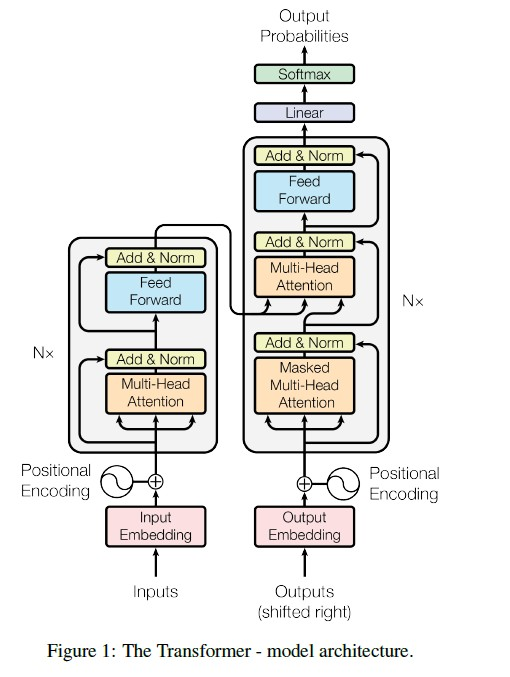 Output
Probabilities
Softmax
Linear
Add & Norm
Feed
Forward
Add & Norm
Multi-Head
Attention
Nx
Add & Norm
Masked
Multi-Head
Attention
Add & Norm
Feed
Forward
Nx
Add & Norm
Multi-Head
Attention
Positional
Encoding
Positional
Encoding
Input
Embedding
Output
Embedding
Inputs
Outputs
(shifted right)
Figure 1: The Transformer - model architecture.